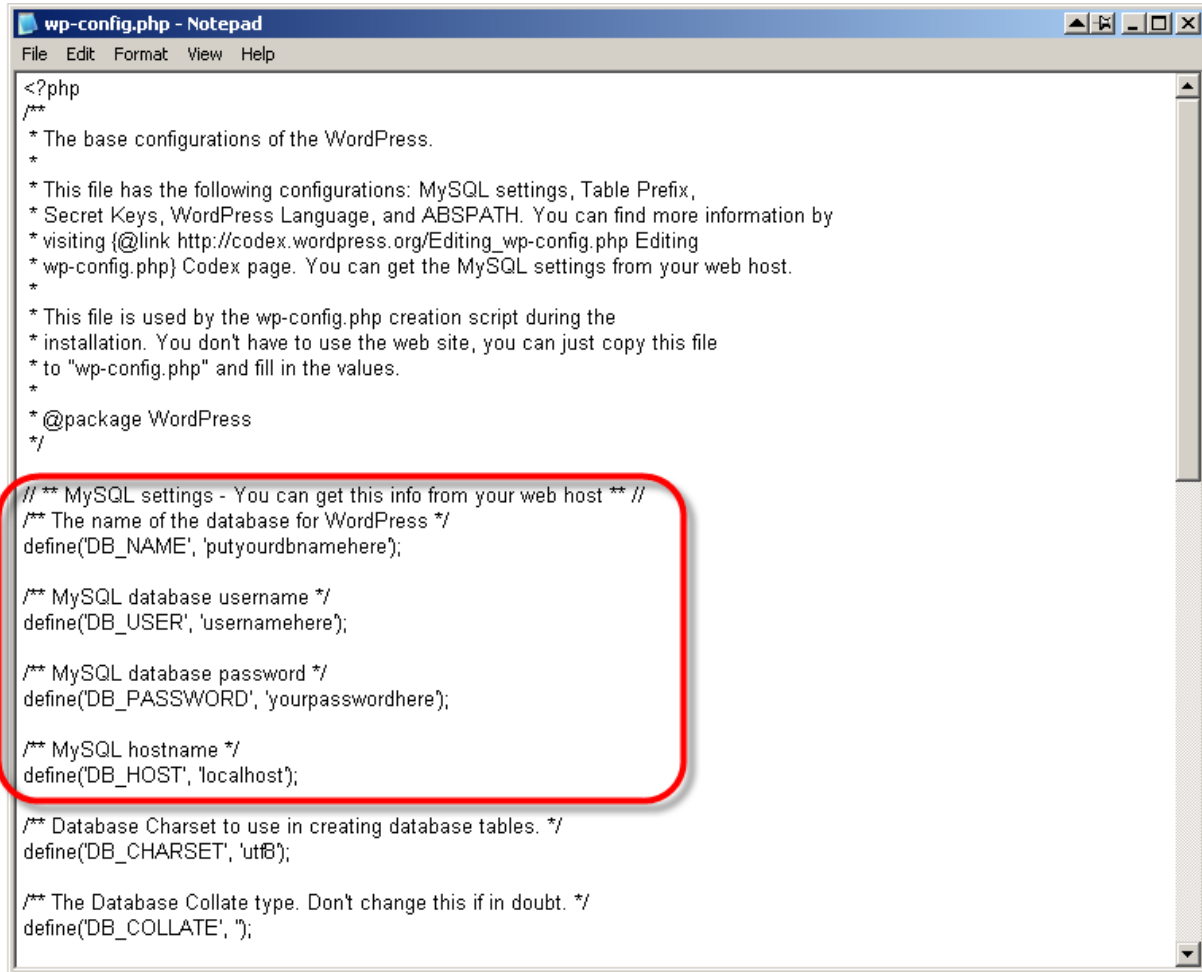 wp-config.php - Notepad
File Edit Format View Help
<?php
/**
 * The base configurations of the WordPress.
 *
 * This file has the following configurations: MySQL settings, Table Prefix,
 * Secret Keys, WordPress Language, and ABSPATH. You can find more information by
 * visiting {@link http://codex.wordpress.org/Editing_wp-config.php Editing
 * wp-config.php} Codex page. You can get the MySQL settings from your web host.
 *
 * This file is used by the wp-config.php creation script during the
 * installation. You don't have to use the web site, you can just copy this file
 * to "wp-config.php" and fill in the values.
 *
 * @package WordPress
 */
// ** MySQL settings - You can get this info from your web host ** //
/** The name of the database for WordPress */
define('DB_NAME', 'putyourdbnamehere');
/** MySQL database username */
define('DB_USER', 'usernamehere');
/** MySQL database password */
define('DB_PASSWORD', 'yourpasswordhere');
/** MySQL hostname */
define('DB_HOST', 'localhost');
/** Database Charset to use in creating database tables. */
define('DB_CHARSET', 'utf8');
/** The Database Collate type. Don't change this if in doubt. */
define('DB_COLLATE', '');